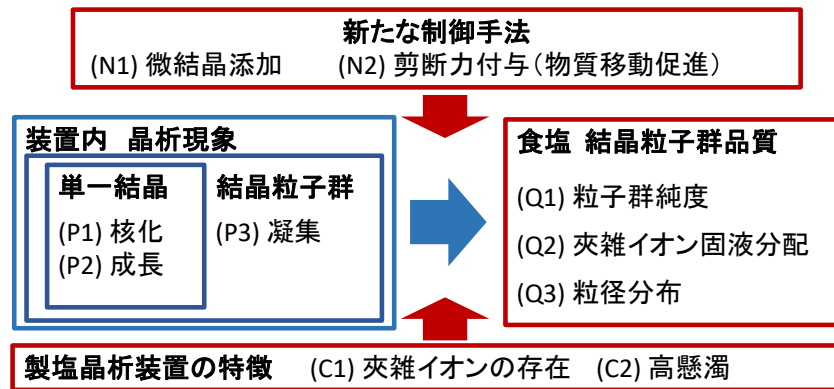 新たな制御手法
(N1) 微結晶添加 (N2) 剪断力付与(物質移動促進)
装置内 晶析現象
単一結晶 結晶粒子群
(P1) 核化 (P3) 凝集
(P2) 成長
食塩 結晶粒子群品質
(Q1) 粒子群純度
(Q2) 夾雑イオン固液分配
(Q3) 粒径分布
製塩晶析装置の特徴 (C1) 夾雑イオンの存在 (C2) 高懸濁